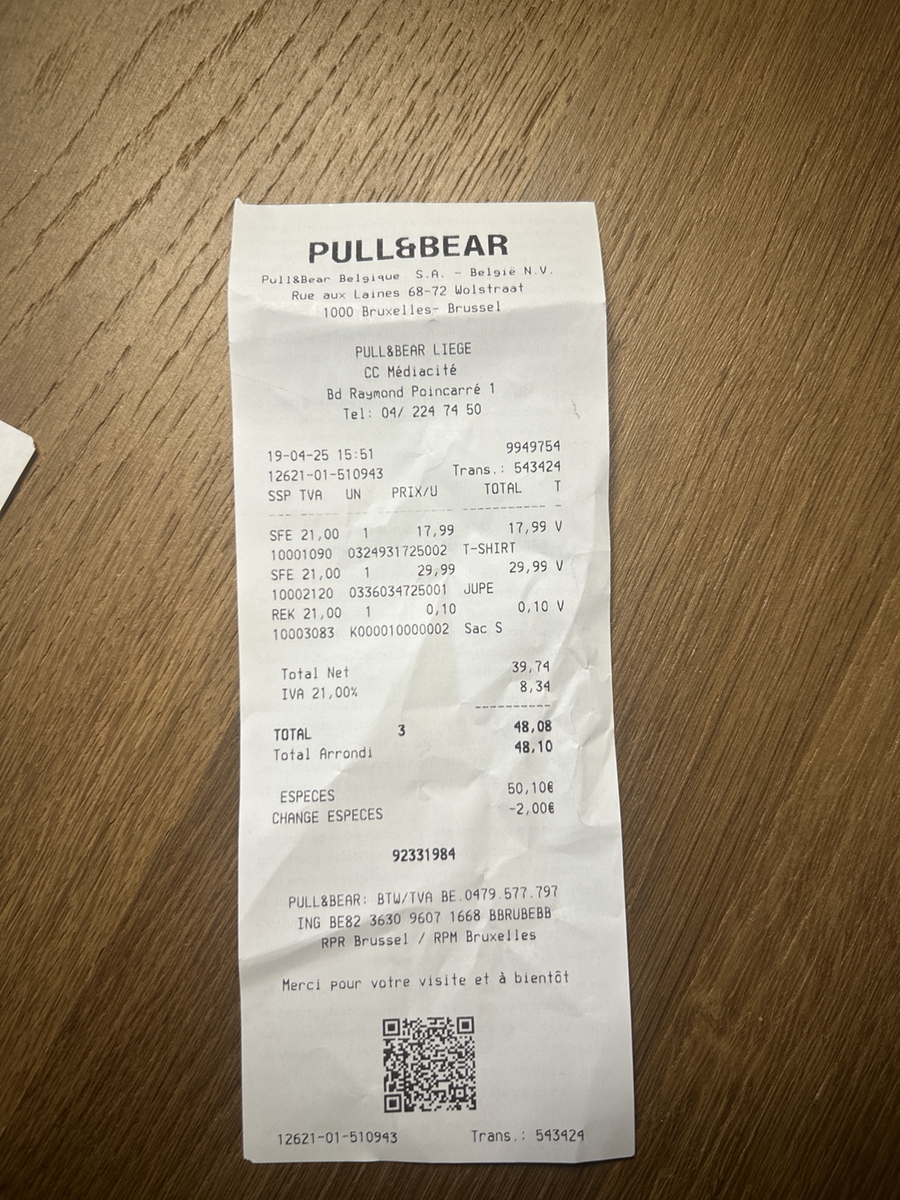 PULL&BEAR
Pull&Bear Belgique S.A. - België N.V.
Rue aux Laines 68-72 Wolstraat
1000 Bruxelles- Brussel
PULL&BEAR LIEGE
CC Médiacité
Bd Raymond Poincarré 1
Tel: 04/ 224 74 50
19-04-25 15:51 9949754
12621-01-510943 Trans.: 543424
SSP TVA UN PRIX/U TOTAL T
--- --- -- --------- ----------- -
SFE 21,00 1 17,99 17,99 V
10001090 0324931725002 T-SHIRT
SFE 21,00 1 29,99 29,99 V
10002120 0336034725001 JUPE
REK 21,00 1 0,10 0,10 V
10003083 K000010000002 Sac S
Total Net 39,74
IVA 21,00% 8,34
----------
TOTAL 3 48,08
Total Arrondi 48,10
ESPECES 50,10€
CHANGE ESPECES -2,00€
92331984
PULL&BEAR: BTW/TVA BE.0479.577.797
ING BE82 3630 9607 1668 BBRUBEBB
RPR Brussel / RPM Bruxelles
Merci pour votre visite et à bientôt
12621-01-510943 Trans.: 543424